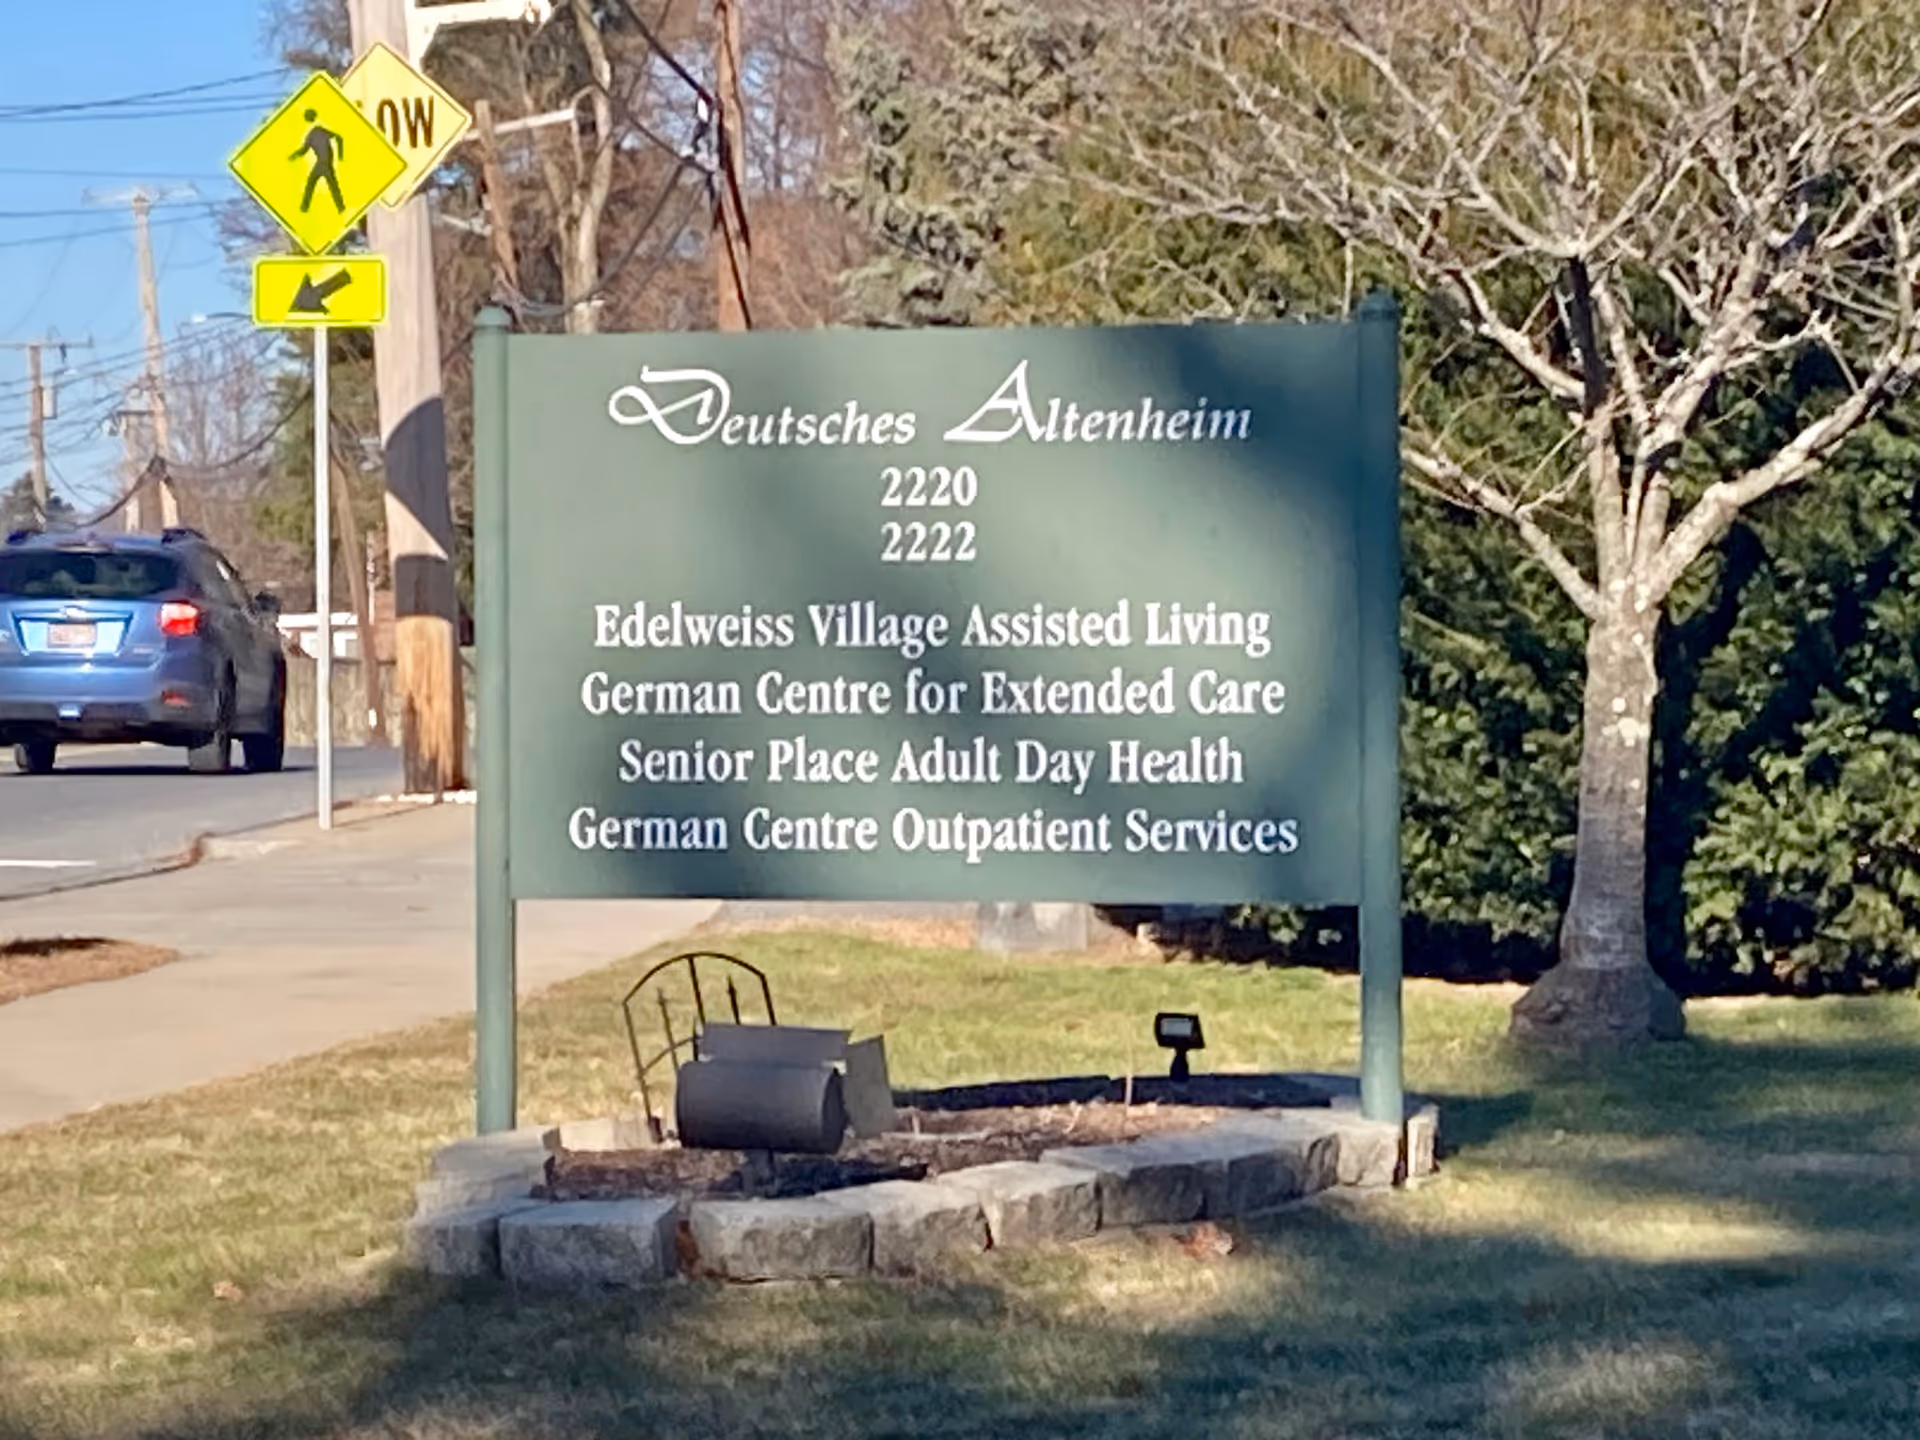 OW
Deutsches Altenheim
2220
2222
Edelweiss Village Assisted Living
German Centre for Extended Care
Senior Place Adult Day Health
German Centre Outpatient Services